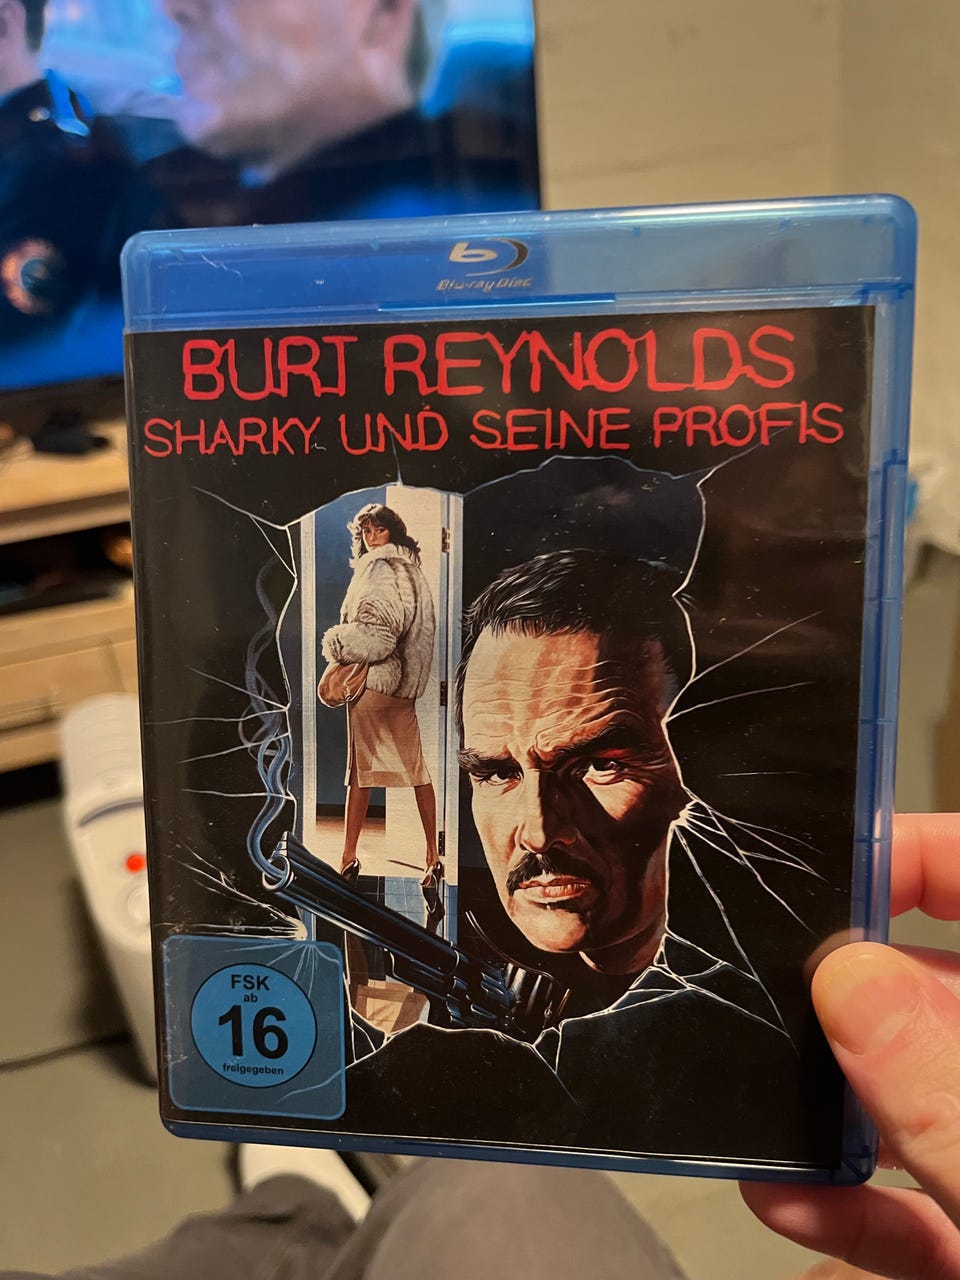 Blu-ray Disc
BURT REYNOLDS
SHARKY UND SEINE PROFIS
FSK
ab
16
freigegeben